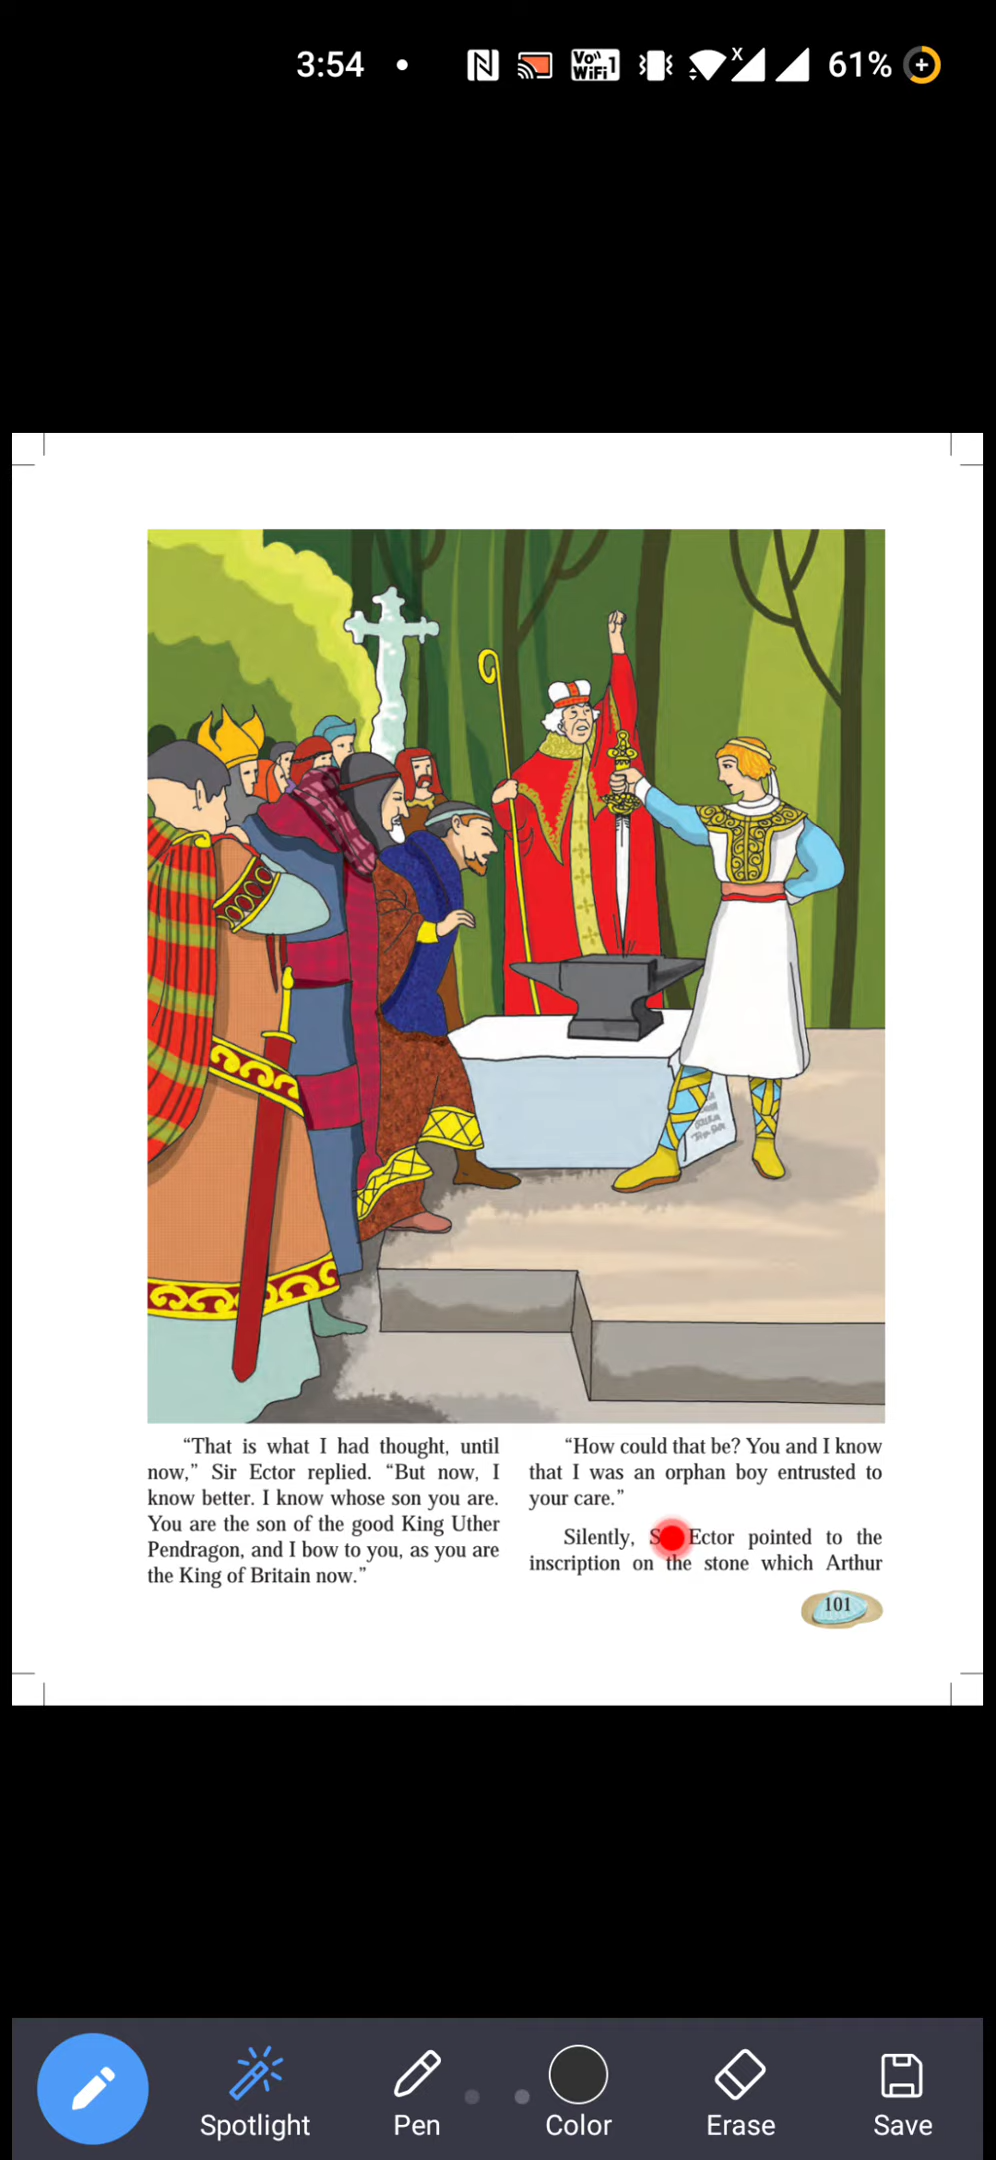 3:54
Vo WiFi 1
X
61%
“That is what I had thought, until
now,” Sir Ector replied. “But now, I
know better. I know whose son you are.
You are the son of the good King Uther
Pendragon, and I bow to you, as you are
the King of Britain now.”
“How could that be? You and I know
that I was an orphan boy entrusted to
your care.”
Silently, Ector pointed to the
inscription on the stone which Arthur
101
Spotlight
Pen
Color
Erase
Save